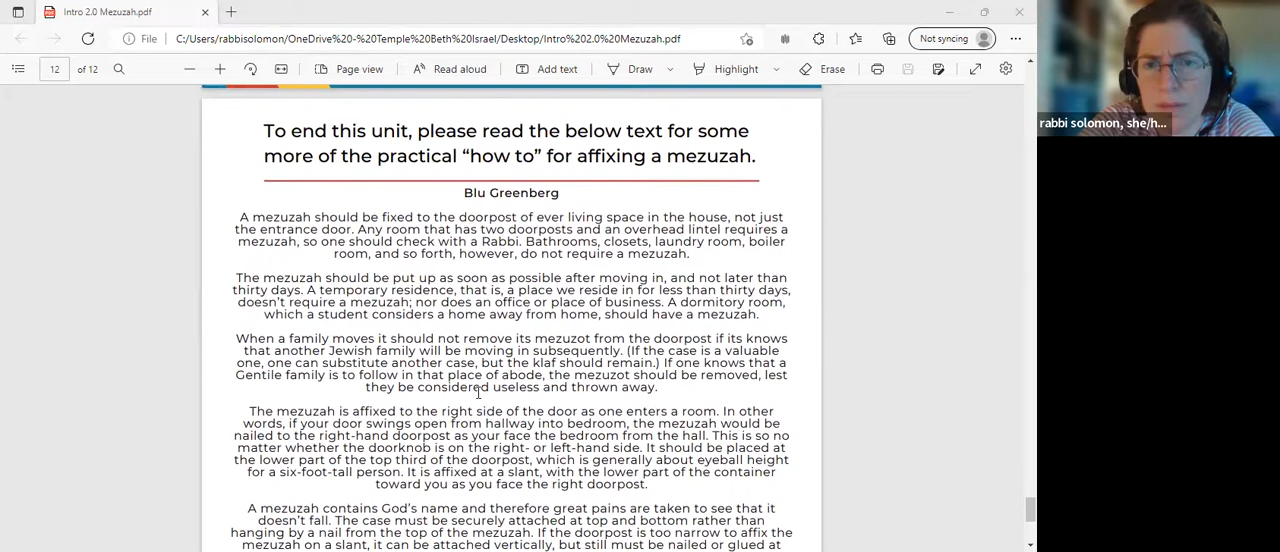 Intro 2.0 Mezuzah.pdf
File
C:/Users/rabbisolomon/OneDrive%20-%20Temple%20Beth%20Israel/Desktop/Intro%202.0%20Mezuzah.pdf
Not syncing
12 of 12
Page view
Read aloud
Add text
Draw
Highlight
Erase
rabbi solomon, she/h...
To end this unit, please read the below text for some
more of the practical “how to” for affixing a mezuzah.
Blu Greenberg
A mezuzah should be fixed to the doorpost of ever living space in the house, not just
the entrance door. Any room that has two doorposts and an overhead lintel requires a
mezuzah, so one should check with a Rabbi. Bathrooms, closets, laundry room, boiler
room, and so forth, however, do not require a mezuzah.
The mezuzah should be put up as soon as possible after moving in, and not later than
thirty days. A temporary residence, that is, a place we reside in for less than thirty days,
doesn’t require a mezuzah; nor does an office or place of business. A dormitory room,
which a student considers a home away from home, should have a mezuzah.
When a family moves it should not remove its mezuzot from the doorpost if its knows
that another Jewish family will be moving in subsequently. (If the case is a valuable
one, one can substitute another case, but the klaf should remain.) If one knows that a
Gentile family is to follow in that place of abode, the mezuzot should be removed, lest
they be considered useless and thrown away.
The mezuzah is affixed to the right side of the door as one enters a room. In other
words, if your door swings open from hallway into bedroom, the mezuzah would be
nailed to the right-hand doorpost as your face the bedroom from the hall. This is so no
matter whether the doorknob is on the right- or left-hand side. It should be placed at
the lower part of the top third of the doorpost, which is generally about eyeball height
for a six-foot-tall person. It is affixed at a slant, with the lower part of the container
toward you as you face the right doorpost.
A mezuzah contains God’s name and therefore great pains are taken to see that it
doesn’t fall. The case must be securely attached at top and bottom rather than
hanging by a nail from the top of the mezuzah. If the doorpost is too narrow to affix the
mezuzah on a slant, it can be attached vertically, but still must be nailed or glued at